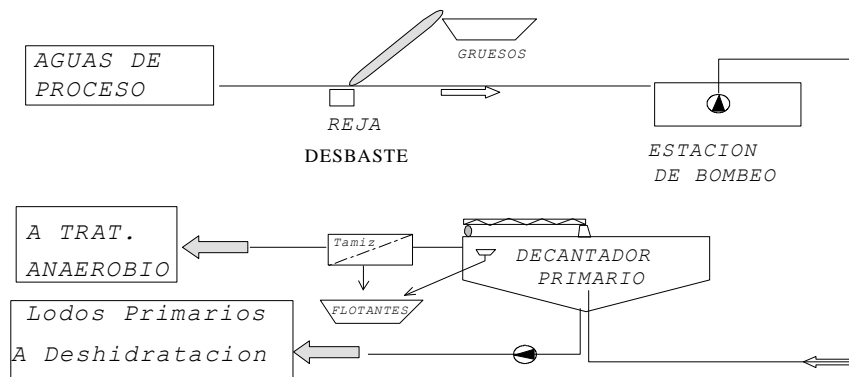 AGUAS DE
PROCESO
GRUESOS
REJA
DESBASTE
ESTACION
DE BOMBEO
A TRAT.
ANAEROBIO
Tamiz
FLOTANTES
DECANTADOR
PRIMARIO
Lodos Primarios
A Deshidratacion